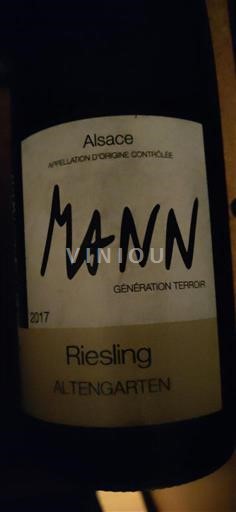 Alsace
APPELLATION D'ORIGINE CONTRÔLÉE
MANN
VINIOU
GÉNÉRATION TERROIR
2017
Riesling
ALTENGARTEN